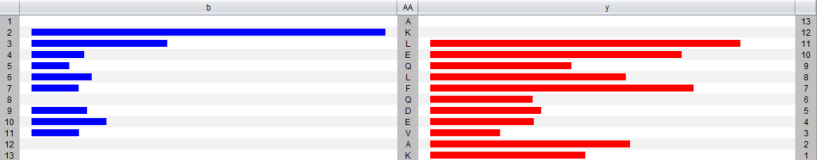 b AA y
1 A 13
2 K 12
3 L 11
4 E 10
5 Q 9
6 L 8
7 F 7
8 Q 6
9 D 5
10 E 4
11 V 3
12 A 2
13 K 1